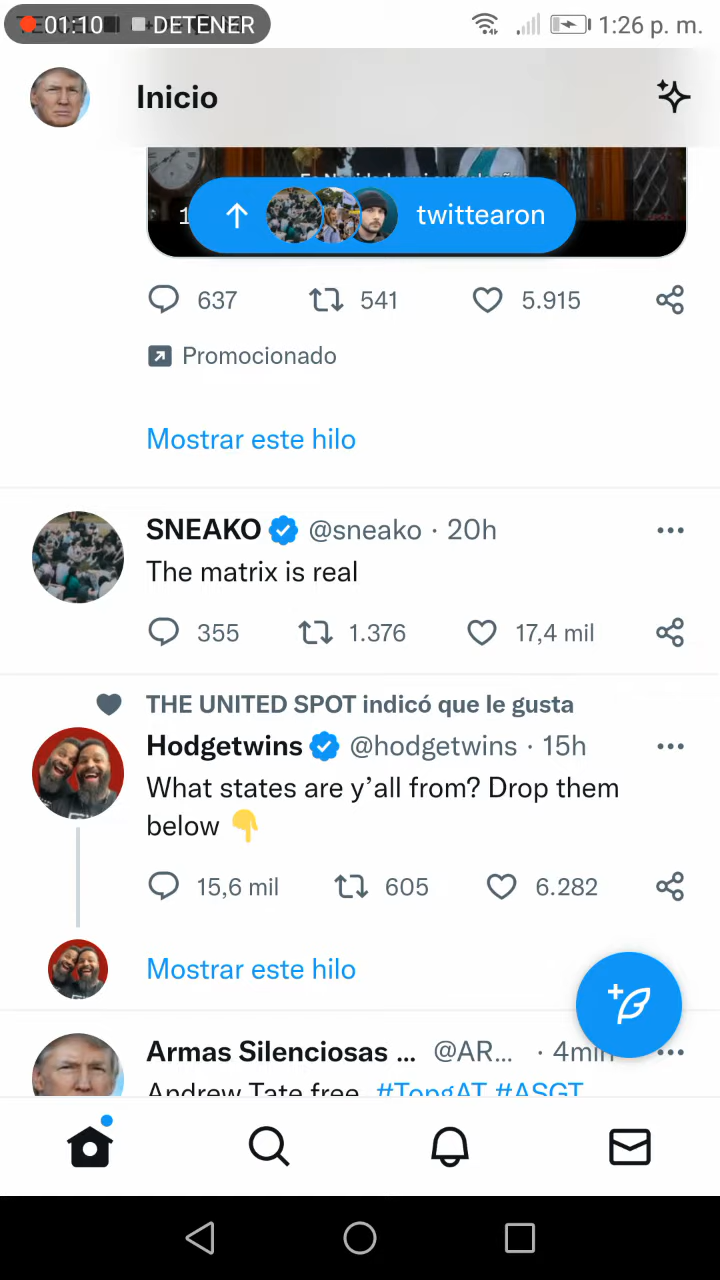 01:10 DETENER 1:26 p. m.
Inicio
twittearon
637 541 5.915
Promocionado
Mostrar este hilo
SNEAKO @sneako · 20h
The matrix is real
355 1.376 17,4 mil
THE UNITED SPOT indicó que le gusta
Hodgetwins @hodgetwins · 15h
What states are y’all from? Drop them
below 👇
15,6 mil 605 6.282
Mostrar este hilo
Armas Silenciosas ... @AR... · 4min
Andrew Tate free. #TopgAT #ASGT